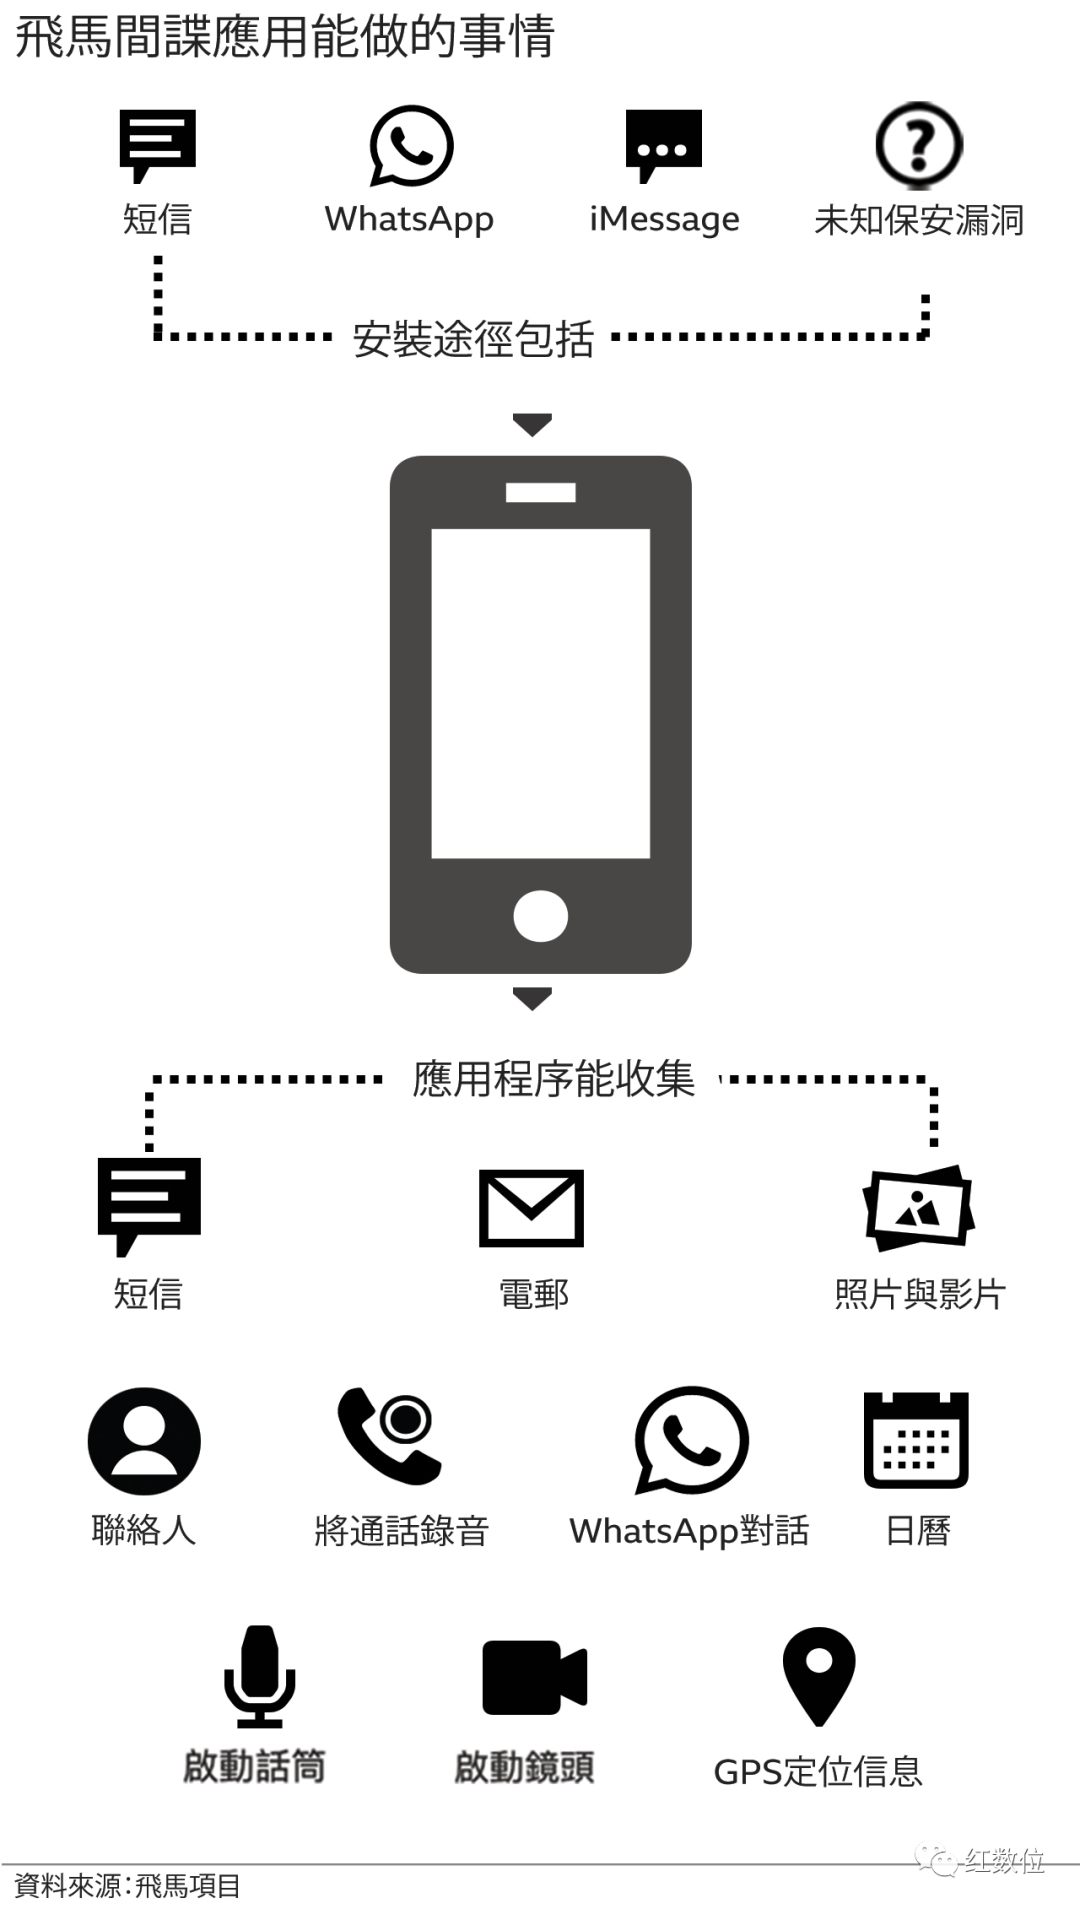 飛馬間諜應用能做的事情
短信 WhatsApp iMessage 未知保安漏洞
安裝途徑包括
應用程序能收集
短信 電郵 照片與影片
聯絡人 將通話錄音 WhatsApp對話 日曆
啟動話筒 啟動鏡頭 GPS定位信息
红数位
資料來源:飛馬項目